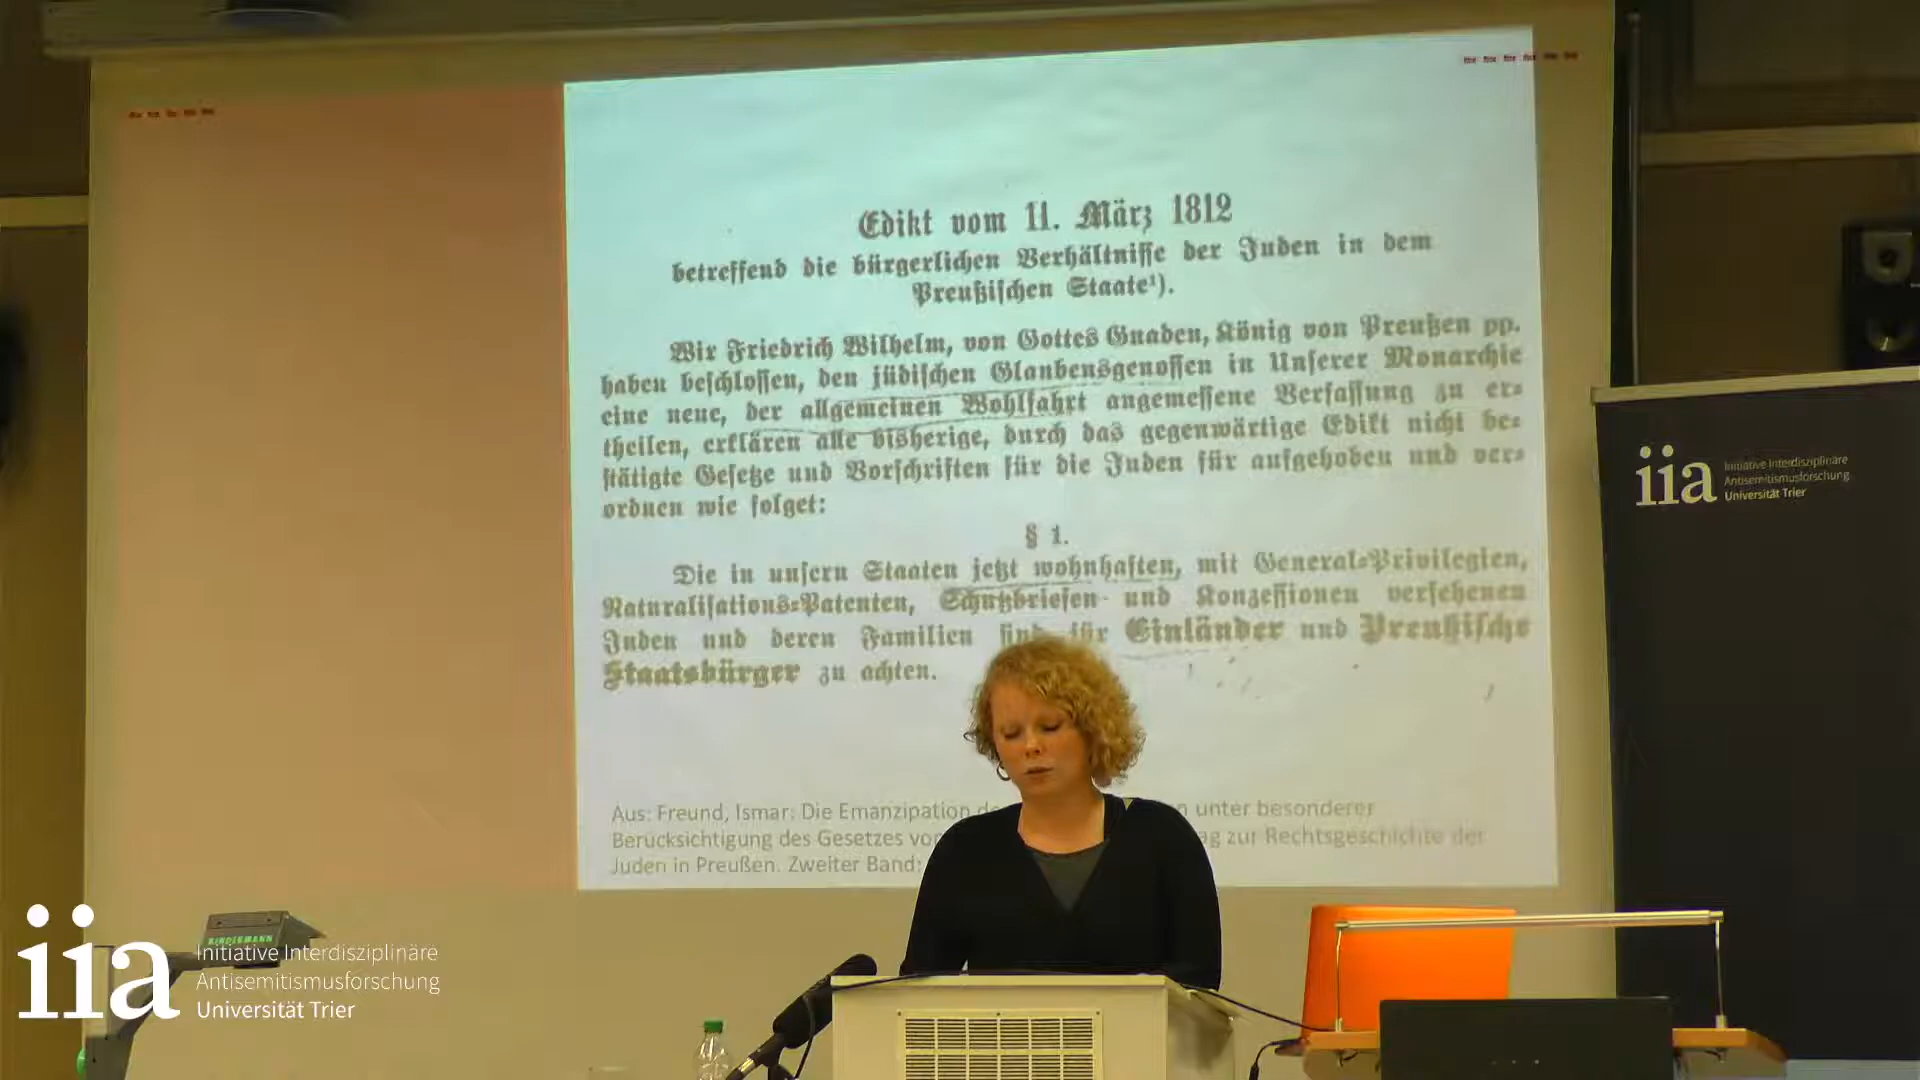 Edikt vom 11. März 1812
betreffend die bürgerlichen Verhältnisse der Juden in dem
Preußischen Staate¹).
Wir Friedrich Wilhelm, von Gottes Gnaden, König von Preußen pp.
haben beschlossen, den jüdischen Glaubensgenossen in Unserer Monarchie
eine neue, der allgemeinen Wohlfahrt angemessene Verfassung zu er=
theilen, erklären alle bisherige, durch das gegenwärtige Edikt nicht be=
stätigte Gesetze und Vorschriften für die Juden für aufgehoben und ver=
ordnen wie folget:
§ 1.
Die in unsern Staaten jetzt wohnhaften, mit General=Privilegien,
Naturalisations=Patenten, Schutzbriefen und Konzessionen versehenen
Juden und deren Familien sind für Einländer und Preußische
Staatsbürger zu achten.
Aus: Freund, Ismar: Die Emanzipation unter besonderer
Berücksichtigung des Gesetzes zur Rechtsgeschichte der
Juden in Preußen. Zweiter Band:
iia Initiative Interdisziplinäre
Antisemitismusforschung
Universität Trier
KINDERMANN
iia Initiative Interdisziplinäre
Antisemitismusforschung
Universität Trier